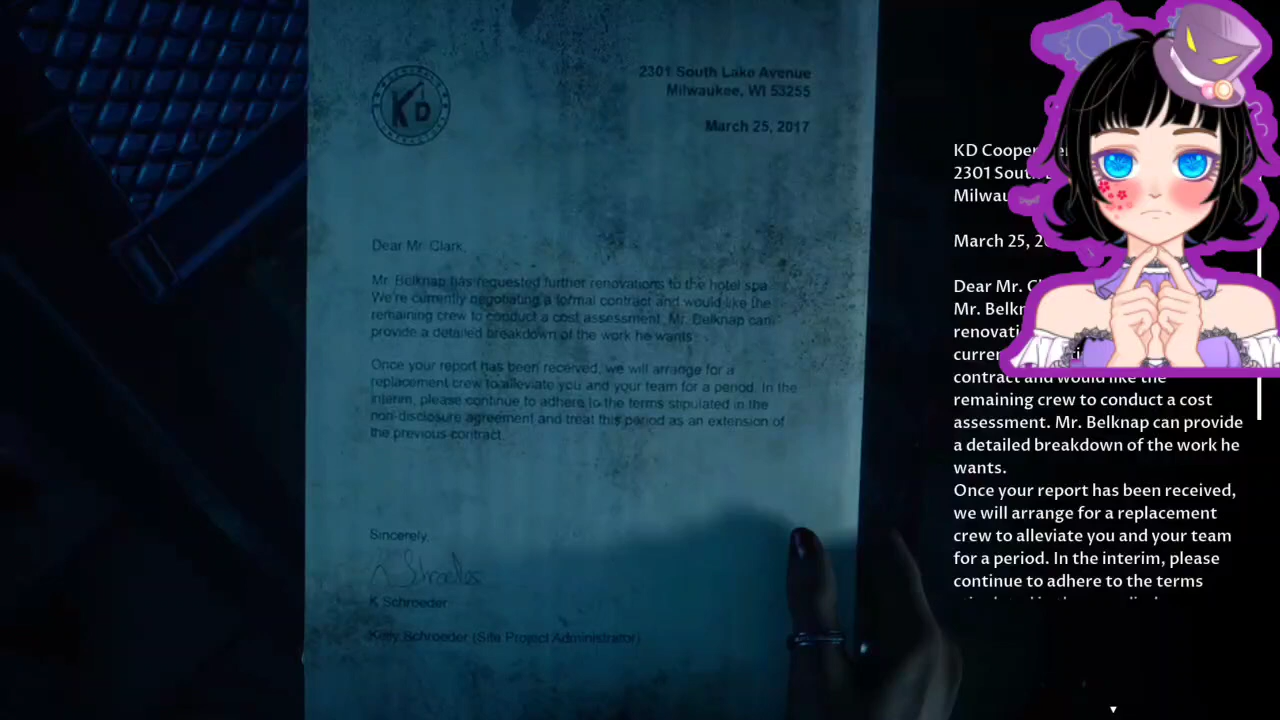 KD
2301 South Lake Avenue
Milwaukee, WI 53255
March 25, 2017
Dear Mr. Clark,
Mr. Belknap has requested further renovations to the hotel spa.
We're currently negotiating a formal contract and would like the
remaining crew to conduct a cost assessment. Mr. Belknap can
provide a detailed breakdown of the work he wants.
Once your report has been received, we will arrange for a
replacement crew to alleviate you and your team for a period. In the
interim, please continue to adhere to the terms stipulated in the
non-disclosure agreement and treat this period as an extension of
the previous contract.
Sincerely,
K Schroeder
Schroeder (Site Project Administrator)
KD
2301
March 25,
Dear Mr.
Mr.
contract and would like the
remaining crew to conduct a cost
assessment. Mr. Belknap can provide
a detailed breakdown of the work he
wants.
Once your report has been received,
we will arrange for a replacement
crew to alleviate you and your team
for a period. In the interim, please
continue to adhere to the terms